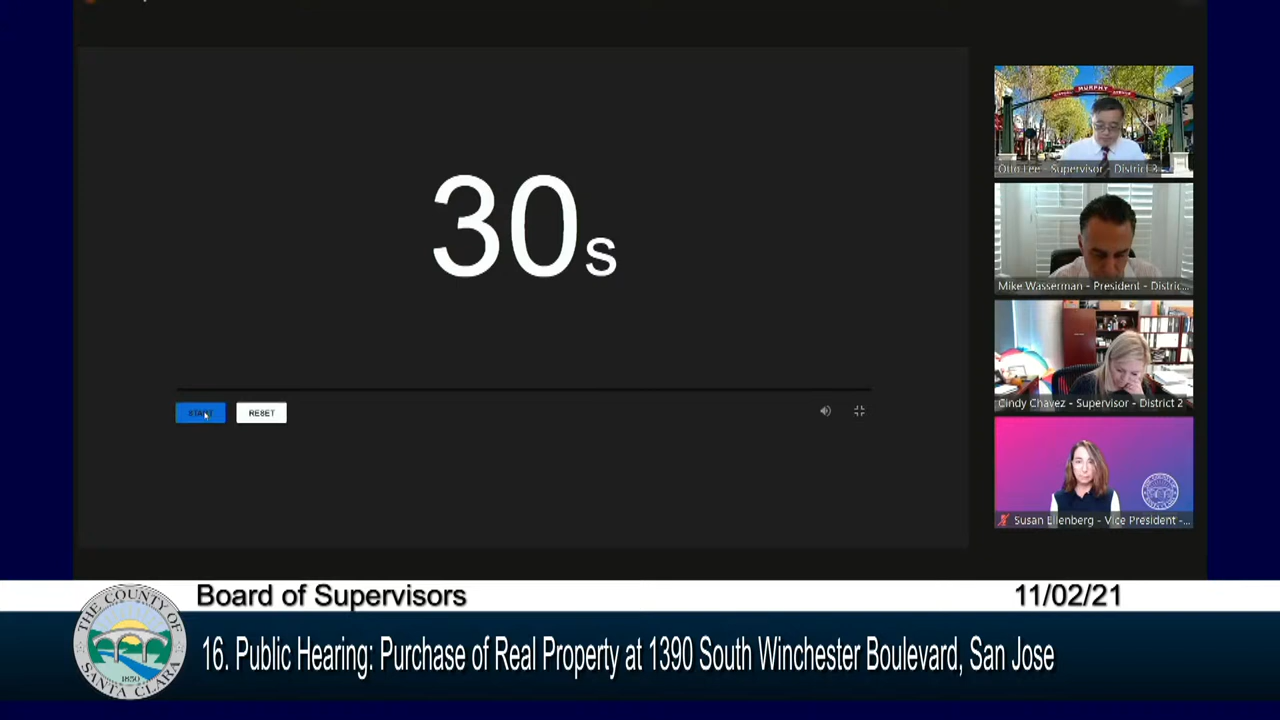 MURPHY
Otto Lee - Supervisor - District 3
30s
Mike Wasserman - President - Distric...
START
RESET
Cindy Chavez - Supervisor - District 2
Susan Ellenberg - Vice President -...
Board of Supervisors
11/02/21
16. Public Hearing: Purchase of Real Property at 1390 South Winchester Boulevard, San Jose
THE COUNTY OF
SANTA CLARA
1850